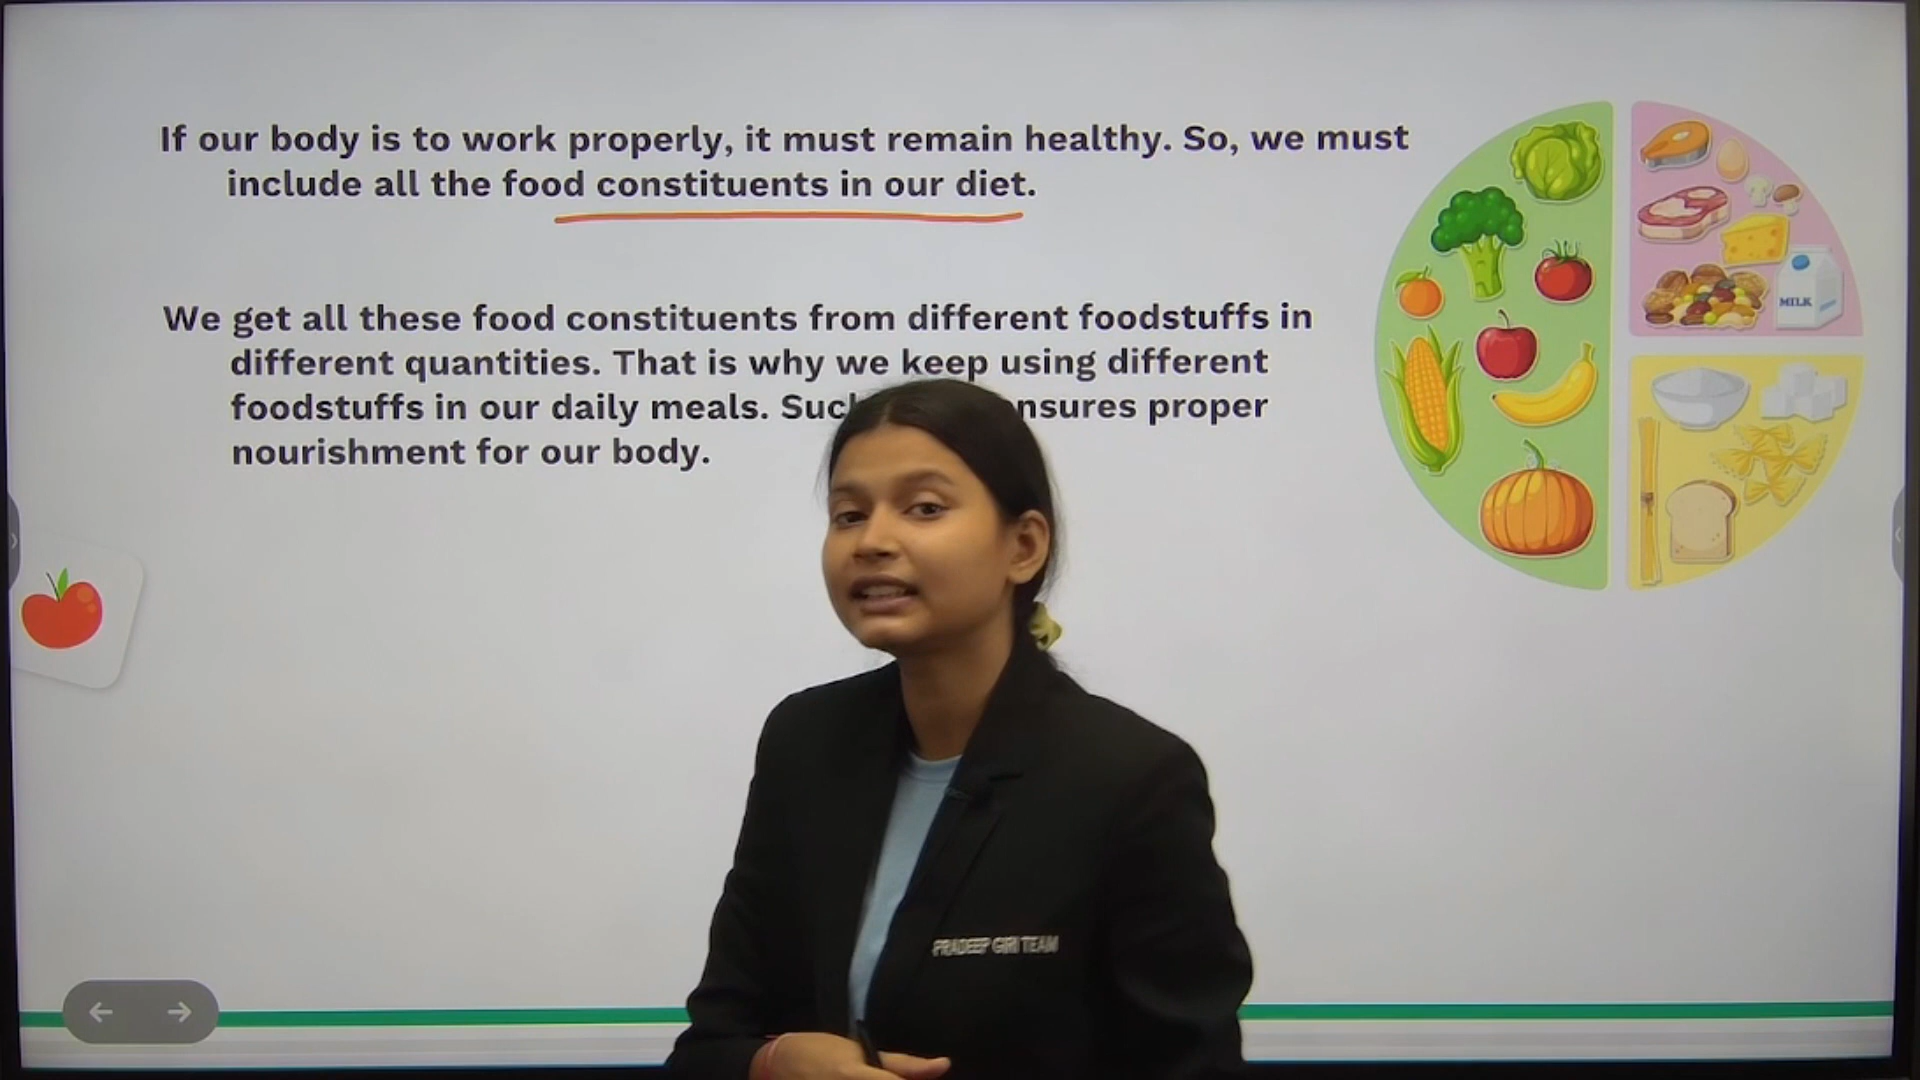 If our body is to work properly, it must remain healthy. So, we must
include all the food constituents in our diet.
We get all these food constituents from different foodstuffs in
different quantities. That is why we keep using different
foodstuffs in our daily meals. Such nsures proper
nourishment for our body.
MILK
PRADEEP GIRI TEAM